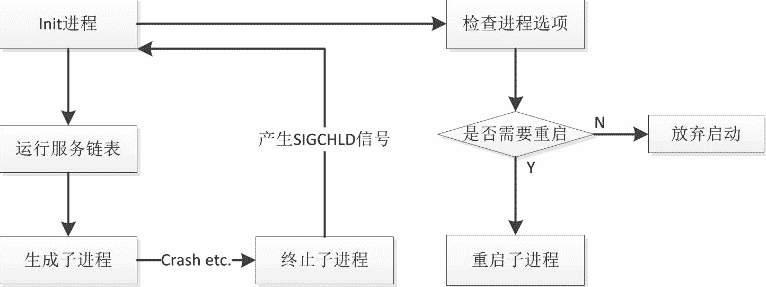 Init进程
检查进程选项
产生SIGCHLD信号
运行服务链表
是否需要重启
N
放弃启动
Y
生成子进程
Crash etc.
终止子进程
重启子进程